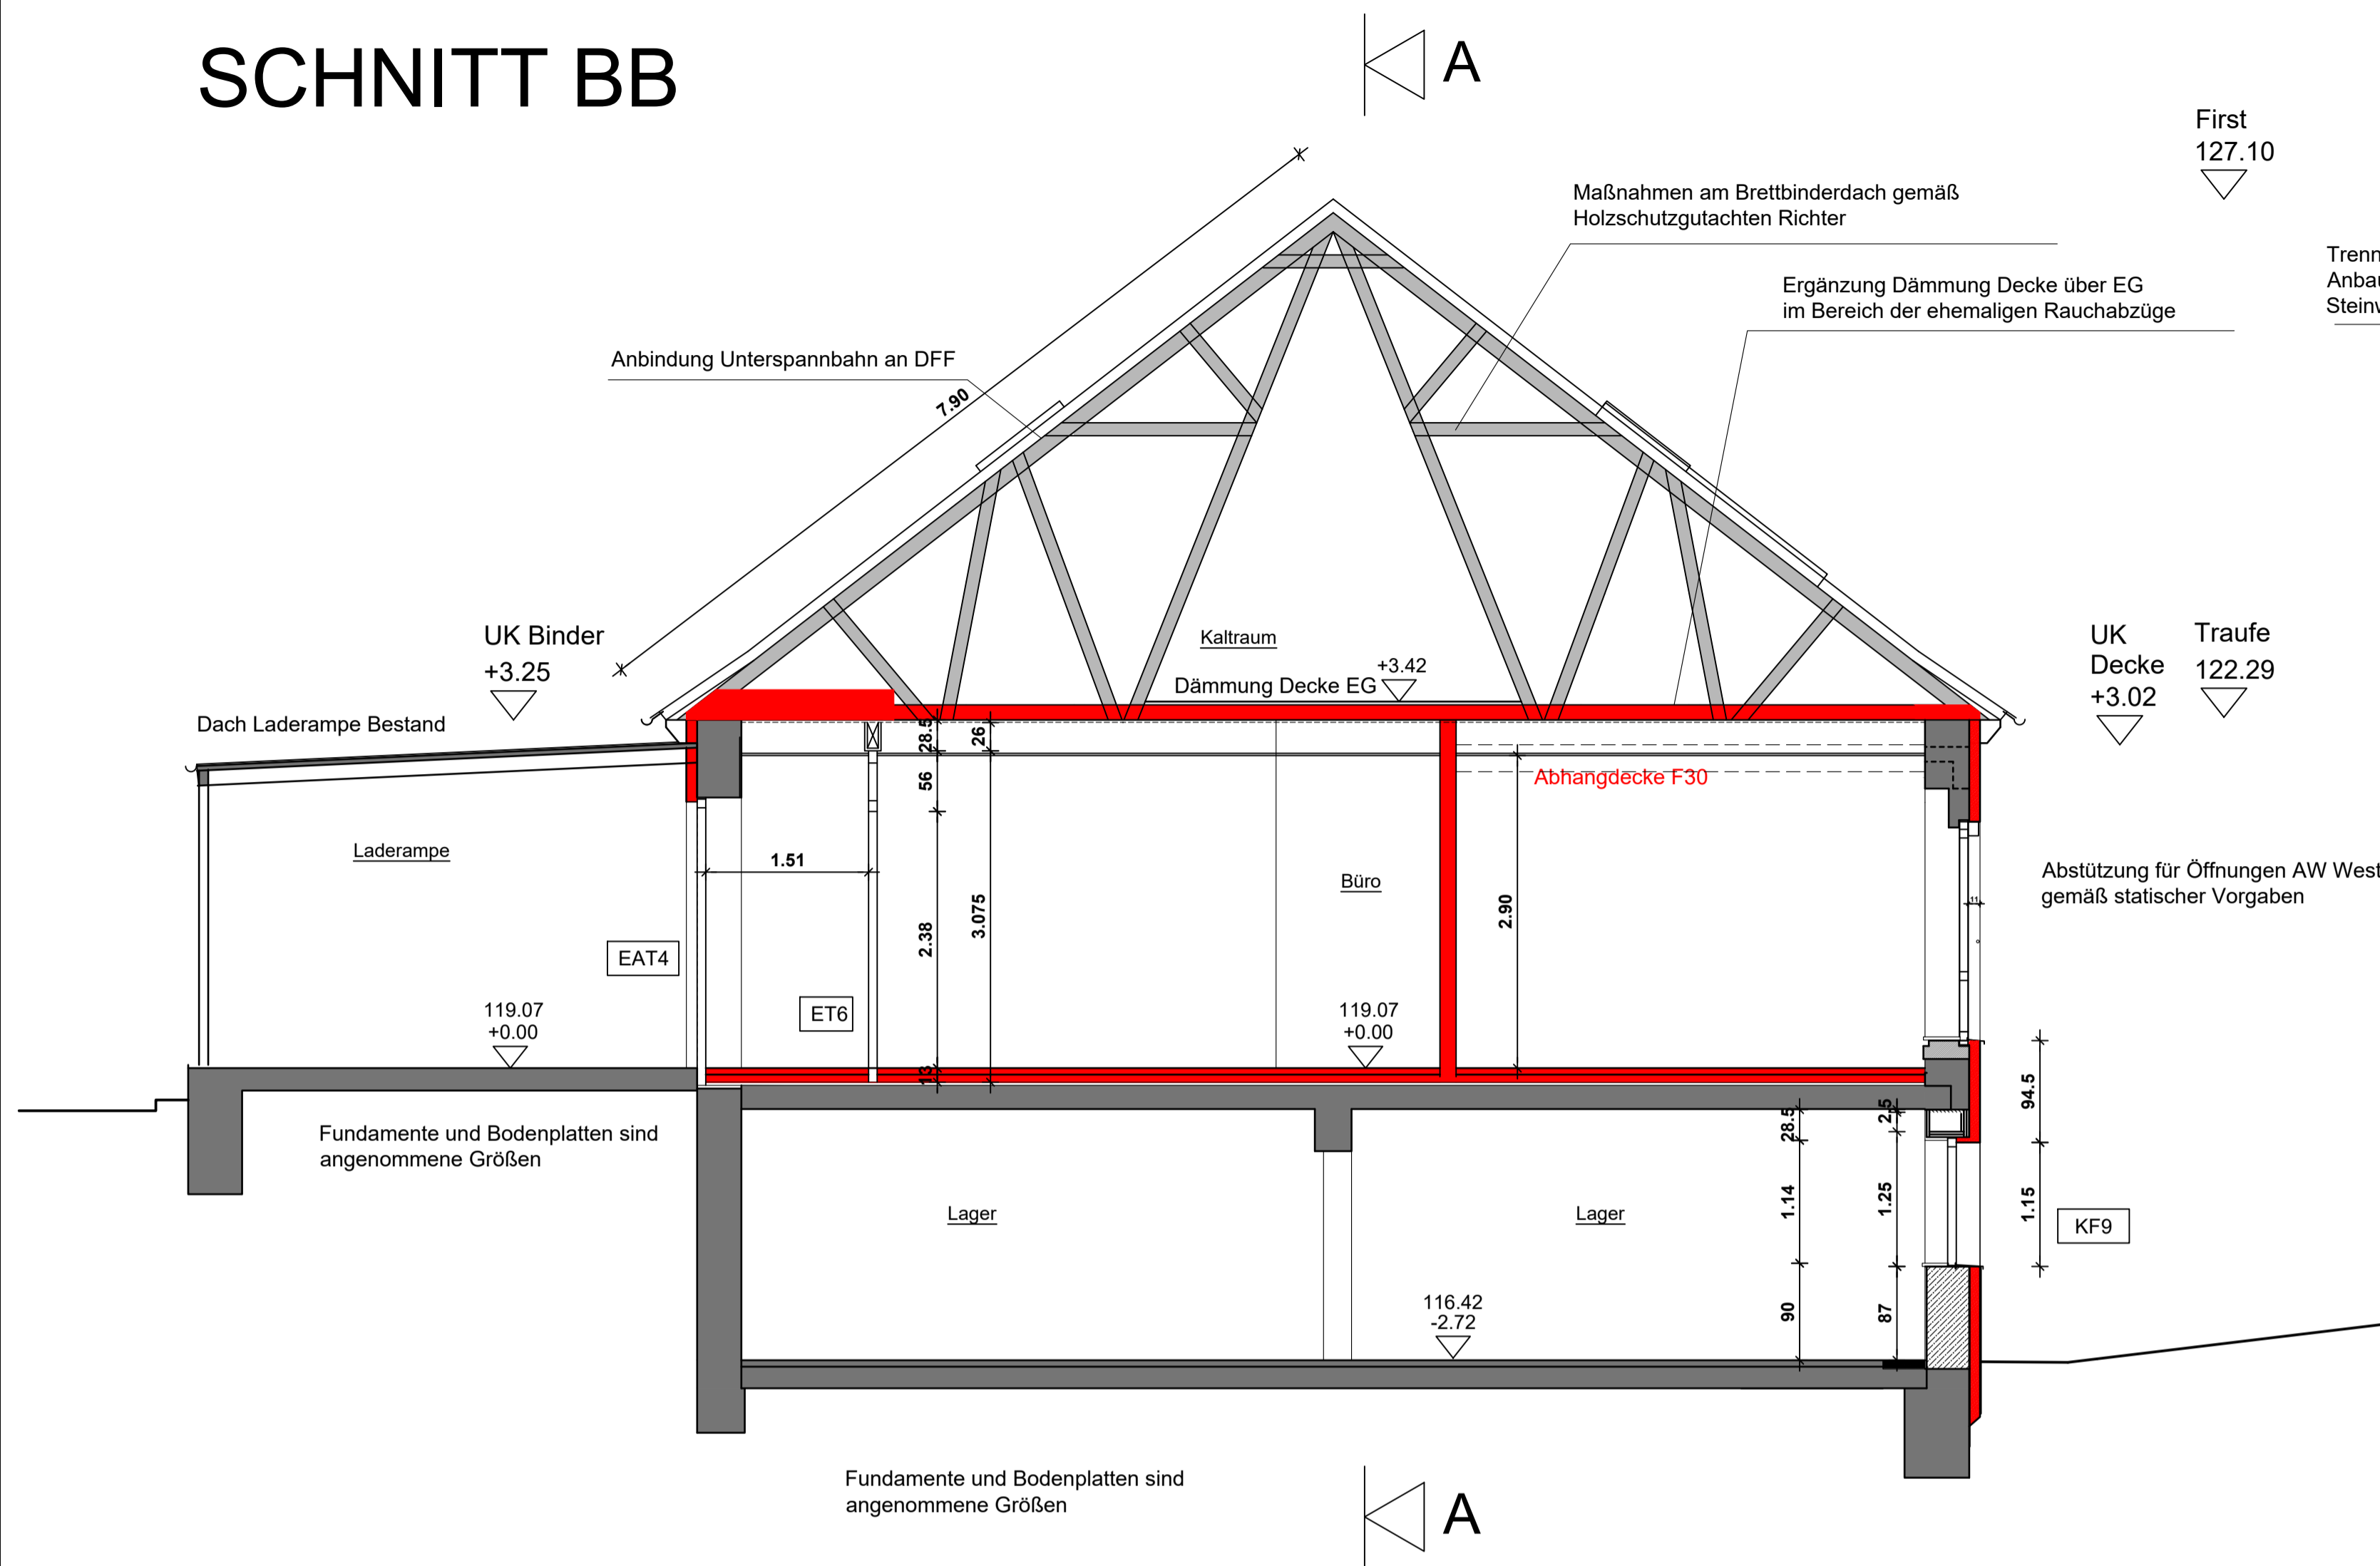 SCHNITT BB
A
First
127.10
Maßnahmen am Brettbinderdach gemäß
Holzschutzgutachten Richter
Trenn
Anbau
Steinw
Ergänzung Dämmung Decke über EG
im Bereich der ehemaligen Rauchabzüge
Anbindung Unterspannbahn an DFF
7.90
UK Binder
+3.25
Kaltraum
+3.42
Dämmung Decke EG
UK
Decke
+3.02
Traufe
122.29
Dach Laderampe Bestand
28.5
26
56
Abhangdecke F30
Laderampe
1.51
Büro
2.38
3.075
2.90
11
Abstützung für Öffnungen AW West
gemäß statischer Vorgaben
EAT4
ET6
119.07
+0.00
119.07
+0.00
13
Fundamente und Bodenplatten sind
angenommene Größen
28.5
2.5
94.5
Lager
Lager
1.14
1.25
1.15
KF9
116.42
-2.72
90
87
Fundamente und Bodenplatten sind
angenommene Größen
A